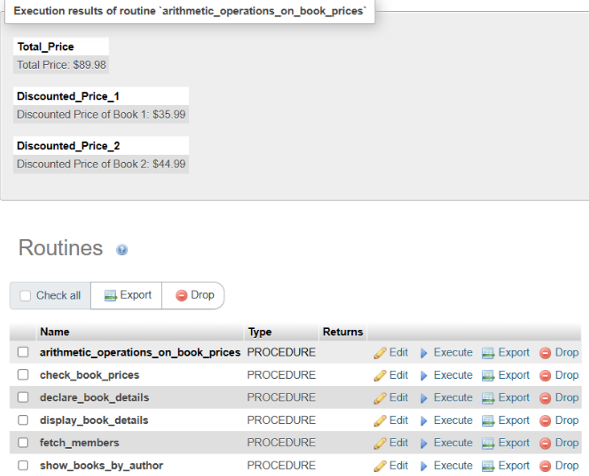 Execution results of routine `arithmetic_operations_on_book_prices`
Total_Price
Total Price: $89.98
Discounted_Price_1
Discounted Price of Book 1: $35.99
Discounted_Price_2
Discounted Price of Book 2: $44.99
Routines
Check all Export Drop
Name Type Returns
arithmetic_operations_on_book_prices PROCEDURE Edit Execute Export Drop
check_book_prices PROCEDURE Edit Execute Export Drop
declare_book_details PROCEDURE Edit Execute Export Drop
display_book_details PROCEDURE Edit Execute Export Drop
fetch_members PROCEDURE Edit Execute Export Drop
show_books_by_author PROCEDURE Edit Execute Export Drop